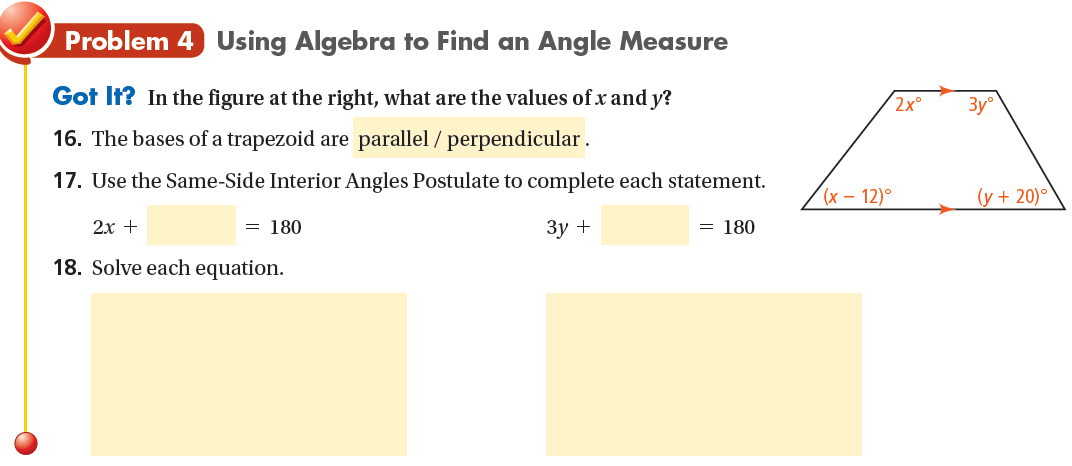 Problem 4 Using Algebra to Find an Angle Measure
Got It? In the figure at the right, what are the values of x and y?
16. The bases of a trapezoid are parallel / perpendicular .
17. Use the Same-Side Interior Angles Postulate to complete each statement.
2x + = 180
3y + = 180
18. Solve each equation.
2x°
3y°
(x − 12)°
(y + 20)°